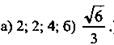 а) 2; 2; 4; б) √6/3.